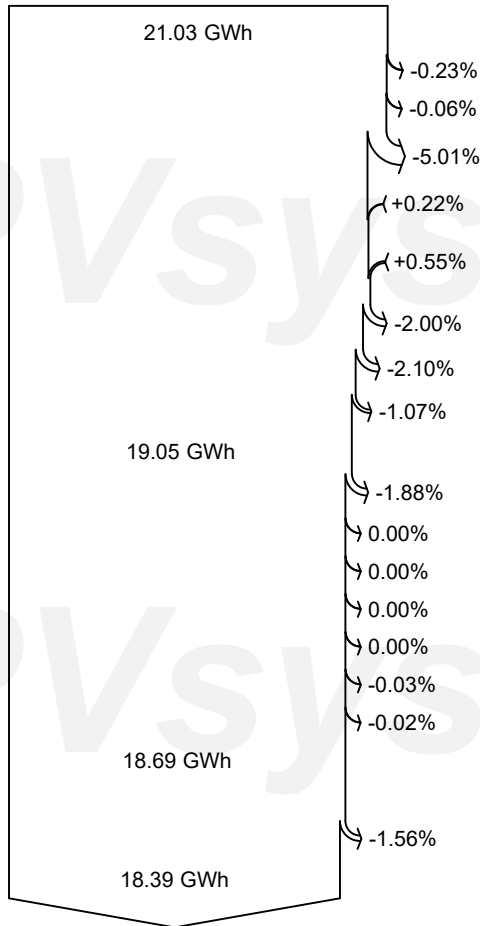 21.03 GWh
-0.23%
-0.06%
-5.01%
+0.22%
+0.55%
-2.00%
-2.10%
-1.07%
19.05 GWh
-1.88%
0.00%
0.00%
0.00%
0.00%
-0.03%
-0.02%
18.69 GWh
-1.56%
18.39 GWh
PVsys
PVsys